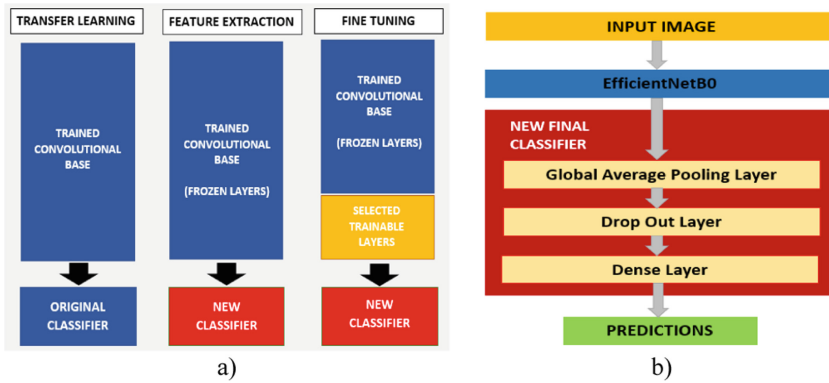 TRANSFER LEARNING
TRAINED
CONVOLUTIONAL
BASE
ORIGINAL
CLASSIFIER
FEATURE EXTRACTION
TRAINED
CONVOLUTIONAL
BASE
(FROZEN LAYERS)
NEW
CLASSIFIER
FINE TUNING
TRAINED
CONVOLUTIONAL
BASE
(FROZEN LAYERS)
SELECTED
TRAINABLE
LAYERS
NEW
CLASSIFIER
a)
INPUT IMAGE
EfficientNetB0
NEW FINAL
CLASSIFIER
Global Average Pooling Layer
Drop Out Layer
Dense Layer
PREDICTIONS
b)